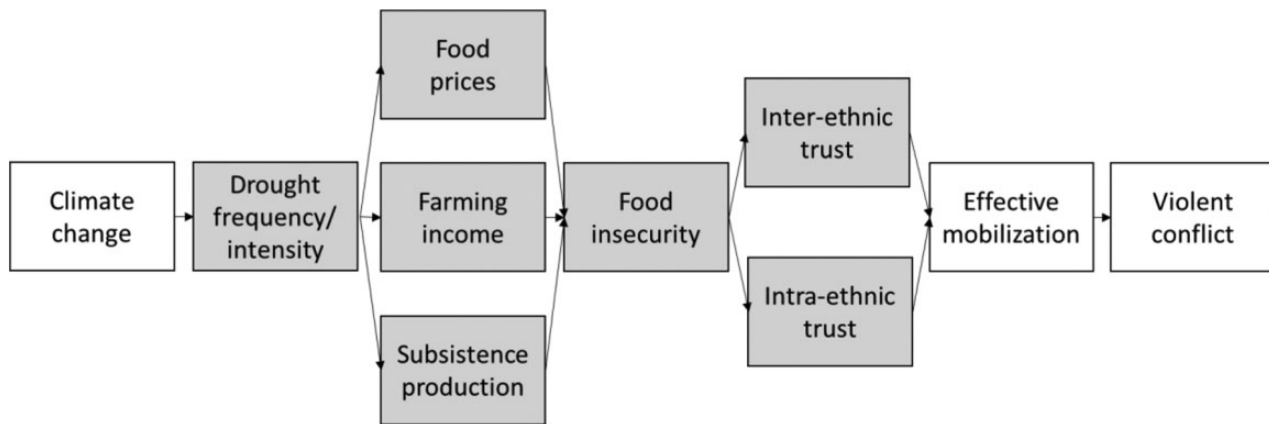 Climate
change
Drought
frequency/
intensity
Food
prices
Farming
income
Subsistence
production
Food
insecurity
Inter-ethnic
trust
Intra-ethnic
trust
Effective
mobilization
Violent
conflict